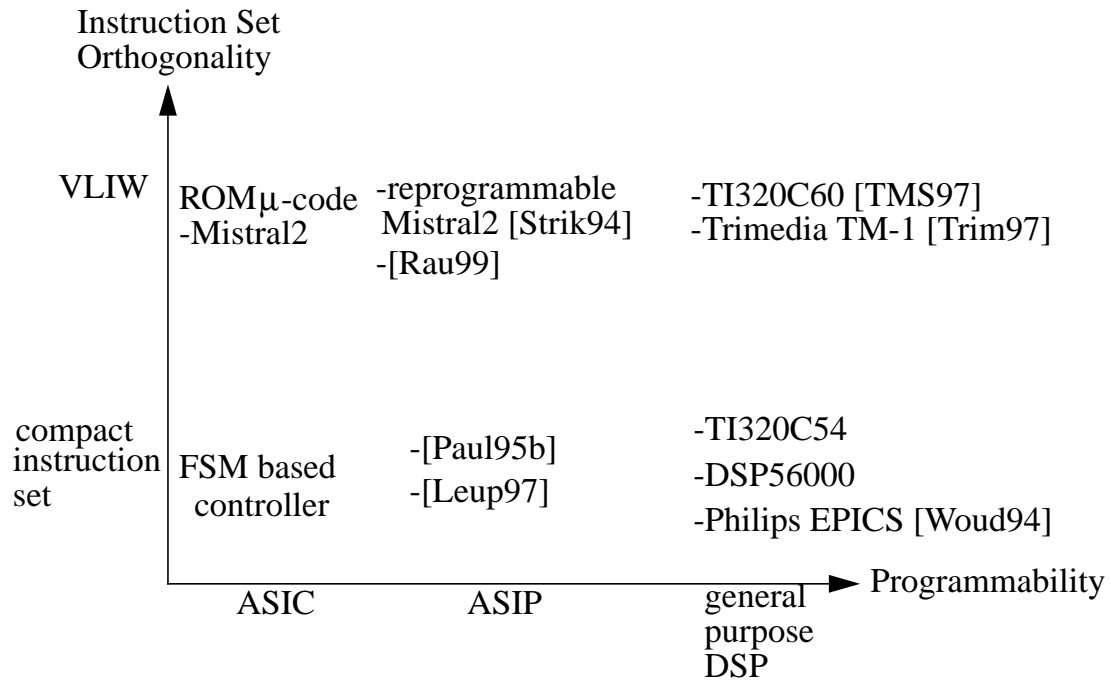 Instruction Set
Orthogonality
VLIW
ROMμ-code
-Mistral2
-reprogrammable
Mistral2 [Strik94]
-[Rau99]
-TI320C60 [TMS97]
-Trimedia TM-1 [Trim97]
compact
instruction
set
FSM based
controller
-[Paul95b]
-[Leup97]
-TI320C54
-DSP56000
-Philips EPICS [Woud94]
Programmability
ASIC
ASIP
general
purpose
DSP